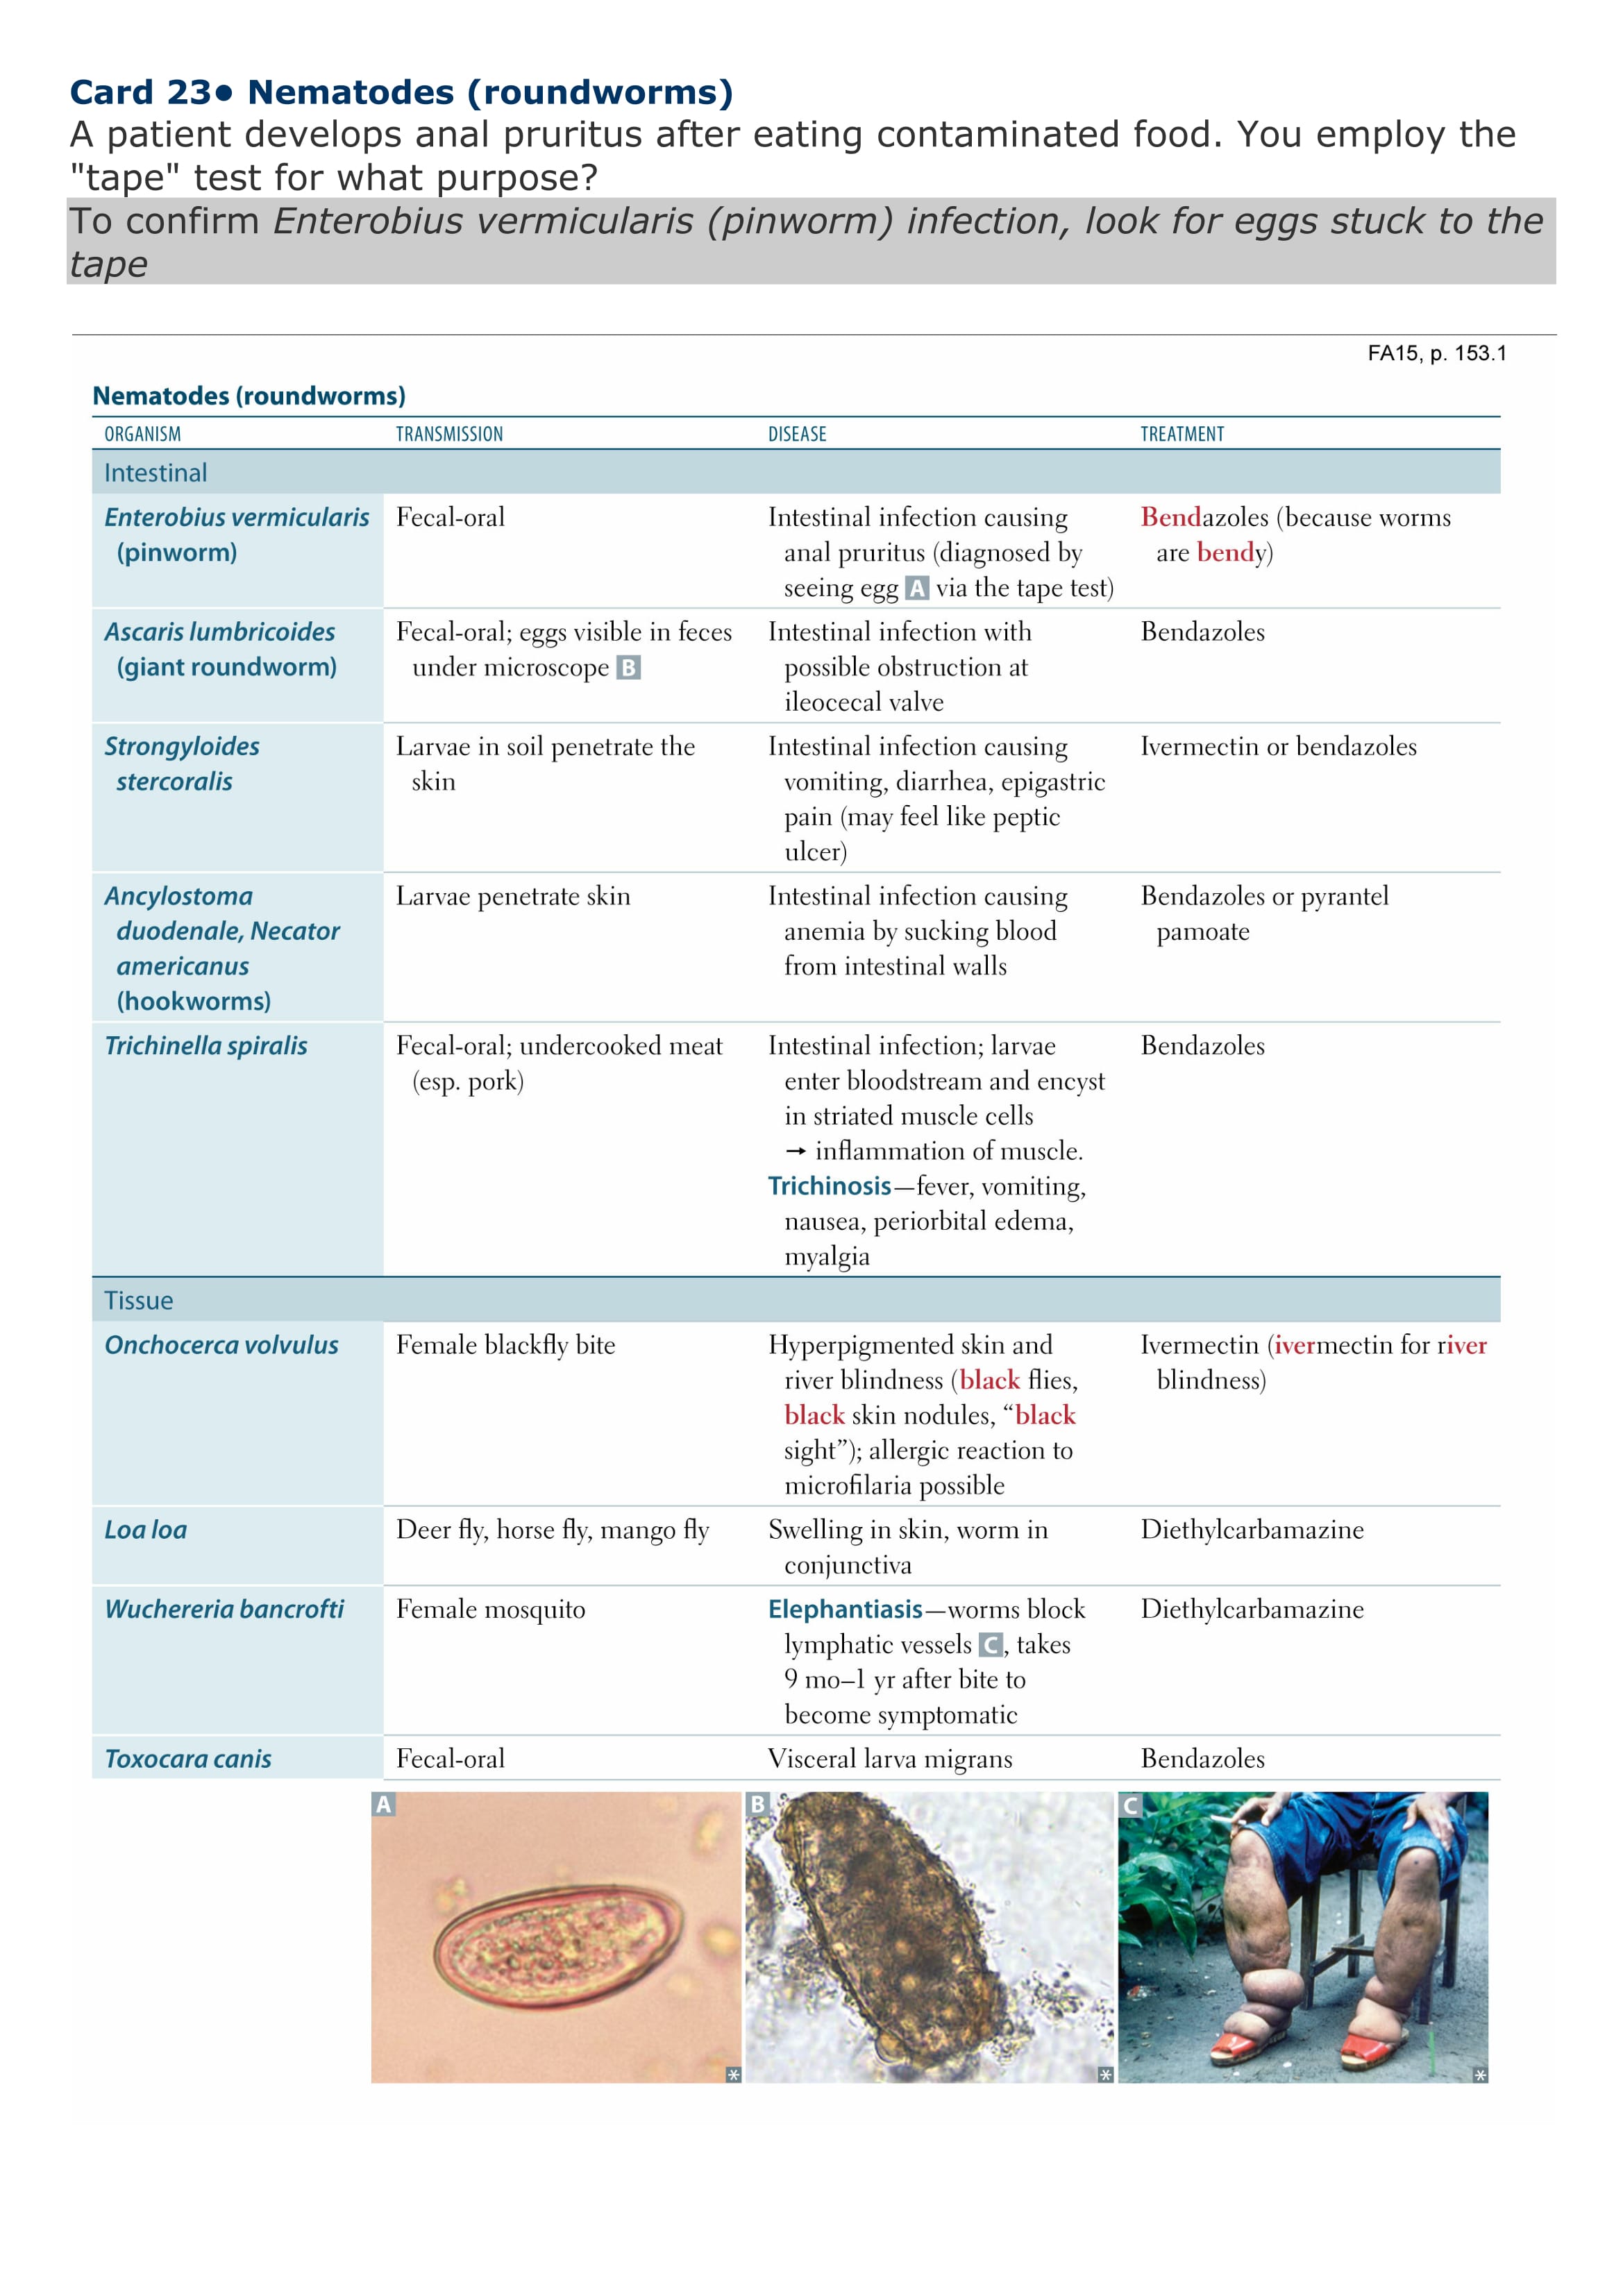 Card 23● Nematodes (roundworms)
A patient develops anal pruritus after eating contaminated food. You employ the
"tape" test for what purpose?
To confirm Enterobius vermicularis (pinworm) infection, look for eggs stuck to the
tape
FA15, p. 153.1
Nematodes (roundworms)
ORGANISM TRANSMISSION DISEASE TREATMENT
Intestinal
Enterobius vermicularis Fecal-oral Intestinal infection causing Bendazoles (because worms
(pinworm) anal pruritus (diagnosed by are bendy)
seeing egg A via the tape test)
Ascaris lumbricoides Fecal-oral; eggs visible in feces Intestinal infection with Bendazoles
(giant roundworm) under microscope B possible obstruction at
ileocecal valve
Strongyloides Larvae in soil penetrate the Intestinal infection causing Ivermectin or bendazoles
stercoralis skin vomiting, diarrhea, epigastric
pain (may feel like peptic
ulcer)
Ancylostoma Larvae penetrate skin Intestinal infection causing Bendazoles or pyrantel
duodenale, Necator anemia by sucking blood pamoate
americanus from intestinal walls
(hookworms)
Trichinella spiralis Fecal-oral; undercooked meat Intestinal infection; larvae Bendazoles
(esp. pork) enter bloodstream and encyst
in striated muscle cells
→ inflammation of muscle.
Trichinosis—fever, vomiting,
nausea, periorbital edema,
myalgia
Tissue
Onchocerca volvulus Female blackfly bite Hyperpigmented skin and Ivermectin (ivermectin for river
river blindness (black flies, blindness)
black skin nodules, “black
sight”); allergic reaction to
microfilaria possible
Loa loa Deer fly, horse fly, mango fly Swelling in skin, worm in Diethylcarbamazine
conjunctiva
Wuchereria bancrofti Female mosquito Elephantiasis—worms block Diethylcarbamazine
lymphatic vessels C, takes
9 mo–1 yr after bite to
become symptomatic
Toxocara canis Fecal-oral Visceral larva migrans Bendazoles
A B C
* * *